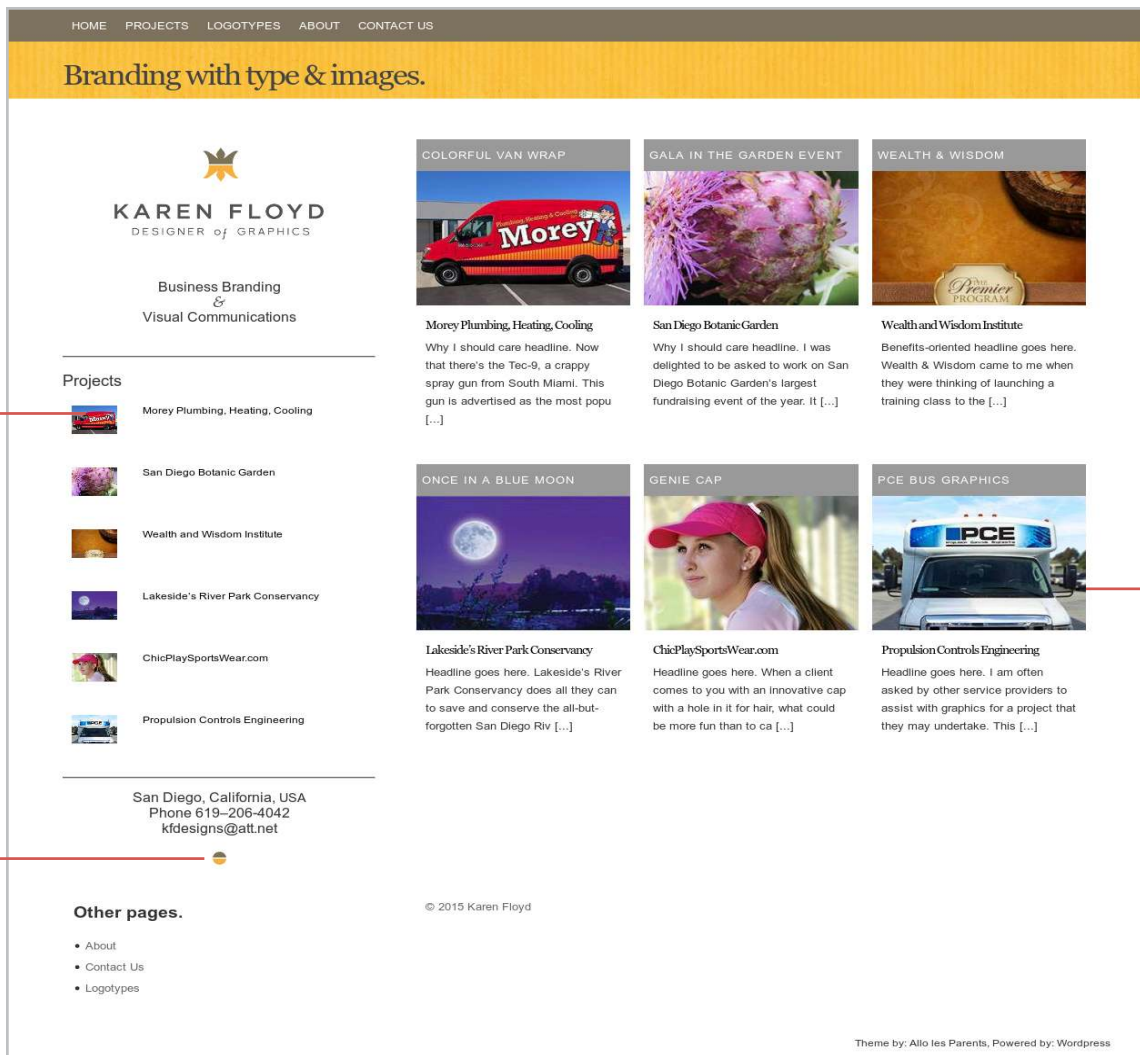 HOME PROJECTS LOGOTYPES ABOUT CONTACT US
Branding with type & images.
KAREN FLOYD
DESIGNER of GRAPHICS
Business Branding
&
Visual Communications
Projects
Morey Plumbing, Heating, Cooling
San Diego Botanic Garden
Wealth and Wisdom Institute
Lakeside's River Park Conservancy
ChicPlaySportsWear.com
Propulsion Controls Engineering
San Diego, California, USA
Phone 619–206-4042
kfdesigns@att.net
COLORFUL VAN WRAP
Plumbing, Heating & Cooling
Morey
Morey Plumbing, Heating, Cooling
Why I should care headline. Now
that there's the Tec-9, a crappy
spray gun from South Miami. This
gun is advertised as the most popu
[...]
GALA IN THE GARDEN EVENT
San Diego Botanic Garden
Why I should care headline. I was
delighted to be asked to work on San
Diego Botanic Garden's largest
fundraising event of the year. It [...]
WEALTH & WISDOM
THE
Premier
PROGRAM
Wealth and Wisdom Institute
Benefits-oriented headline goes here.
Wealth & Wisdom came to me when
they were thinking of launching a
training class to the [...]
ONCE IN A BLUE MOON
Lakeside's River Park Conservancy
Headline goes here. Lakeside's River
Park Conservancy does all they can
to save and conserve the all-but-
forgotten San Diego Riv [...]
GENIE CAP
ChicPlaySportsWear.com
Headline goes here. When a client
comes to you with an innovative cap
with a hole in it for hair, what could
be more fun than to ca [...]
PCE BUS GRAPHICS
PCE
Propulsion Controls Engineering
Headline goes here. I am often
asked by other service providers to
assist with graphics for a project that
they may undertake. This [...]
Other pages.
About
Contact Us
Logotypes
© 2015 Karen Floyd
Theme by: Allo les Parents, Powered by: Wordpress